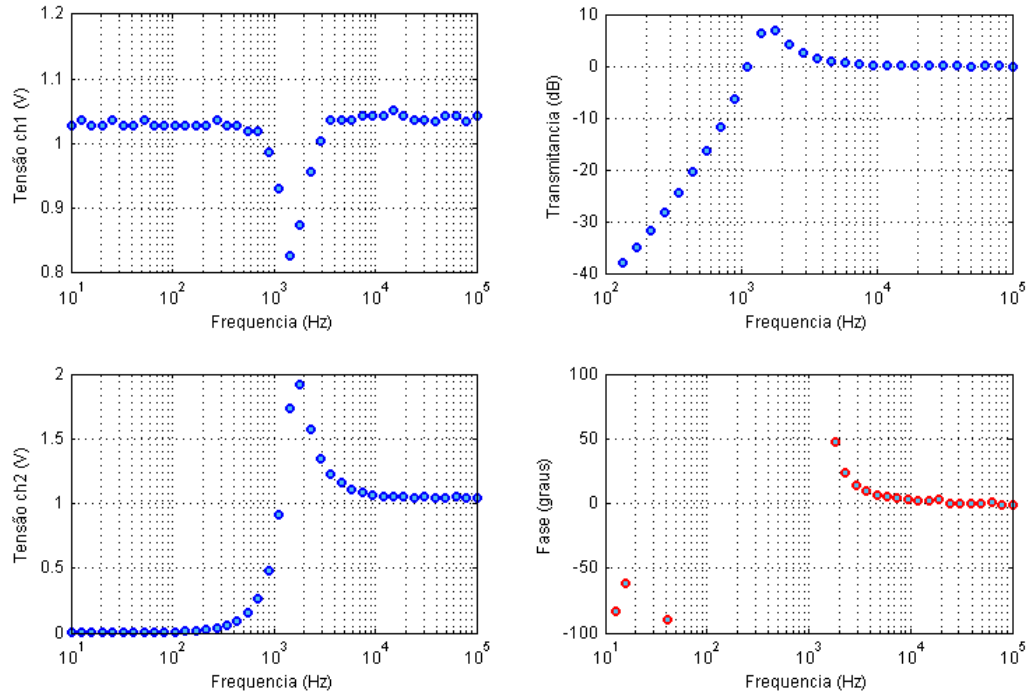 1.2
1.1
1
0.9
0.8
Tensão ch1 (V)
10^1 10^2 10^3 10^4 10^5
Frequencia (Hz)
10
0
-10
-20
-30
-40
Transmitancia (dB)
10^2 10^3 10^4 10^5
Frequencia (Hz)
2
1.5
1
0.5
0
Tensão ch2 (V)
10^1 10^2 10^3 10^4 10^5
Frequencia (Hz)
100
50
0
-50
-100
Fase (graus)
10^1 10^2 10^3 10^4 10^5
Frequencia (Hz)